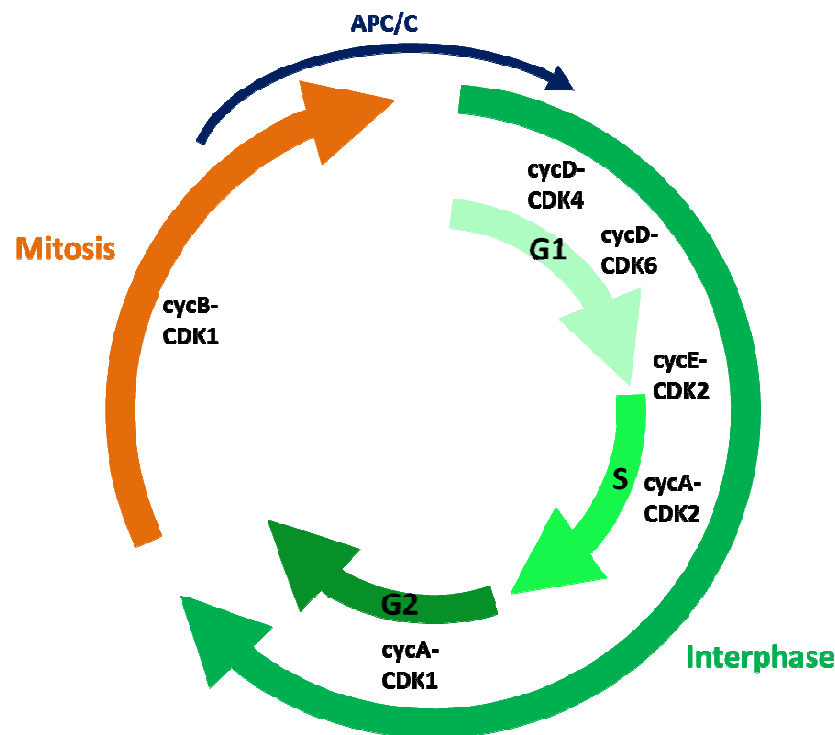 APC/C
cycD-
CDK4
G1
cycD-
CDK6
Mitosis
cycB-
CDK1
cycE-
CDK2
S
cycA-
CDK2
G2
cycA-
CDK1
Interphase